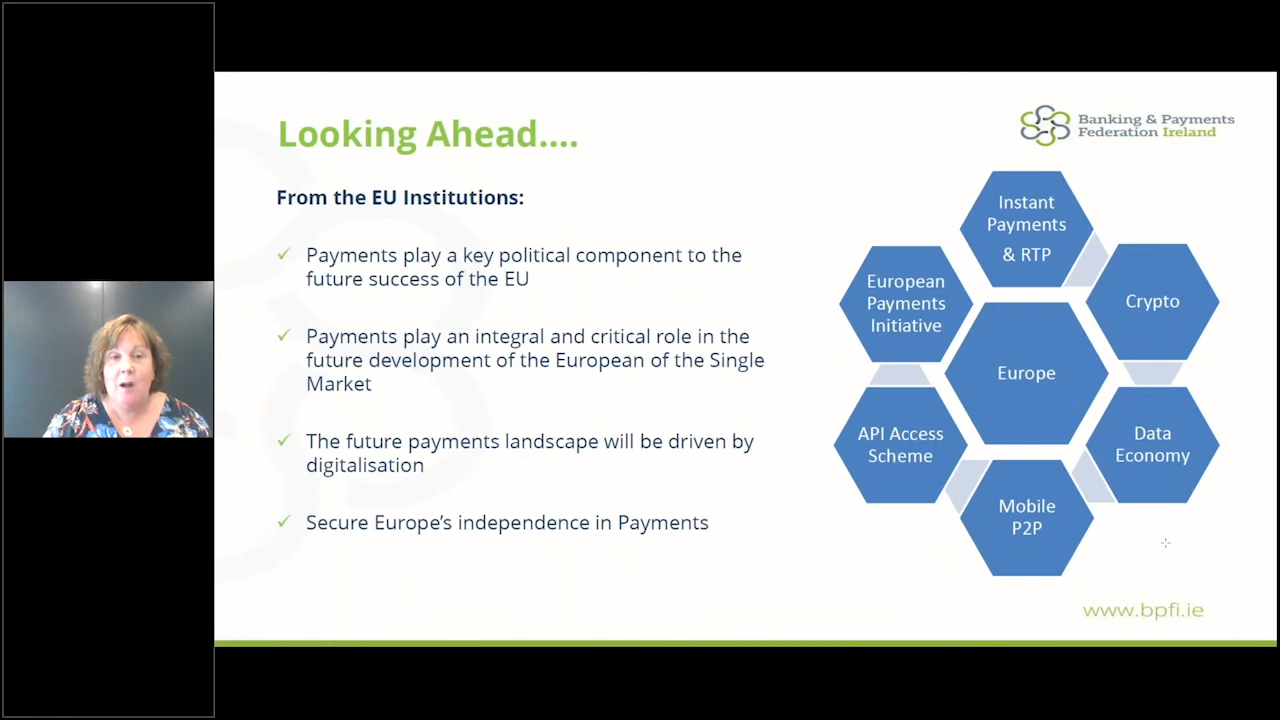 Looking Ahead....
Banking & Payments
Federation Ireland
From the EU Institutions:
Payments play a key political component to the
future success of the EU
Payments play an integral and critical role in the
future development of the European of the Single
Market
The future payments landscape will be driven by
digitalisation
Secure Europe's independence in Payments
Instant
Payments
& RTP
Crypto
Data
Economy
Mobile
P2P
API Access
Scheme
European
Payments
Initiative
Europe
www.bpfi.ie